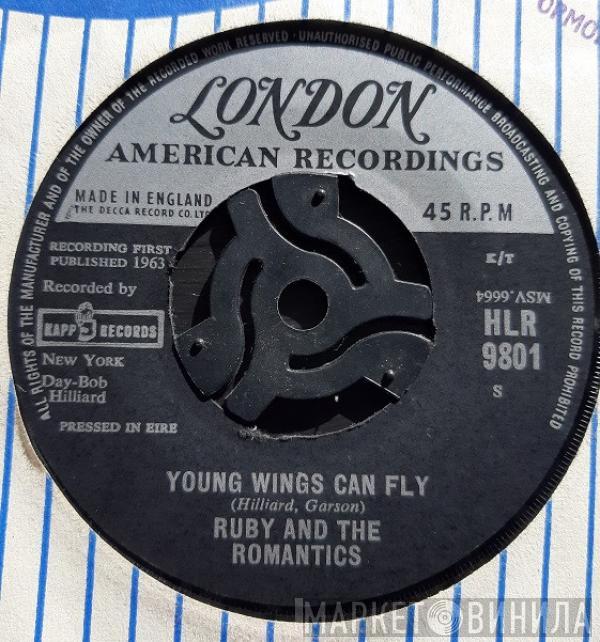 ORMO
ALL RIGHTS OF THE MANUFACTURER AND OF THE OWNER OF THE RECORDED WORK RESERVED · UNAUTHORISED PUBLIC PERFORMANCE BROADCASTING AND COPYING OF THIS RECORD PROHIBITED
LONDON
AMERICAN RECORDINGS
MADE IN ENGLAND
THE DECCA RECORD CO. LTD
45 R.P.M
RECORDING FIRST
PUBLISHED 1963
K/T
Recorded by
MSV.6664
KAPP RECORDS
HLR
9801
New York
S
Day-Bob
Hilliard
PRESSED IN EIRE
YOUNG WINGS CAN FLY
(Hilliard, Garson)
RUBY AND THE
ROMANTICS
МАРКЕТ ВИНИЛА